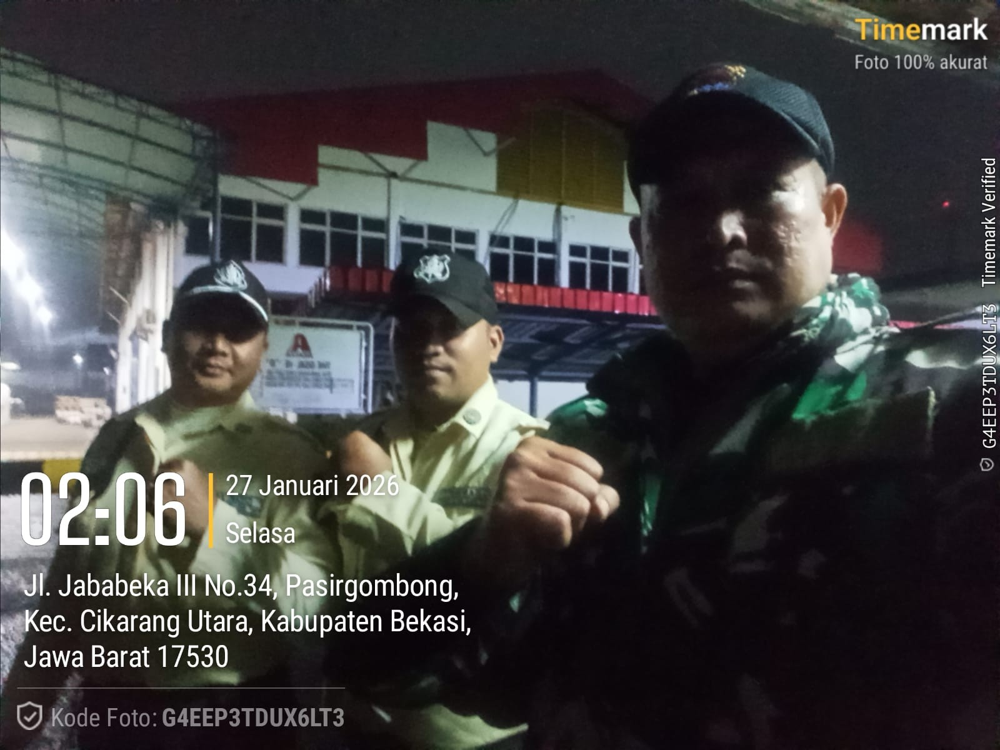 Timemark
Foto 100% akurat
A
02:06
27 Januari 2026
Selasa
Jl. Jababeka III No.34, Pasirgombong,
Kec. Cikarang Utara, Kabupaten Bekasi,
Jawa Barat 17530
Kode Foto: G4EEP3TDUX6LT3
G4EEP3TDUX6LT3 Timemark Verified